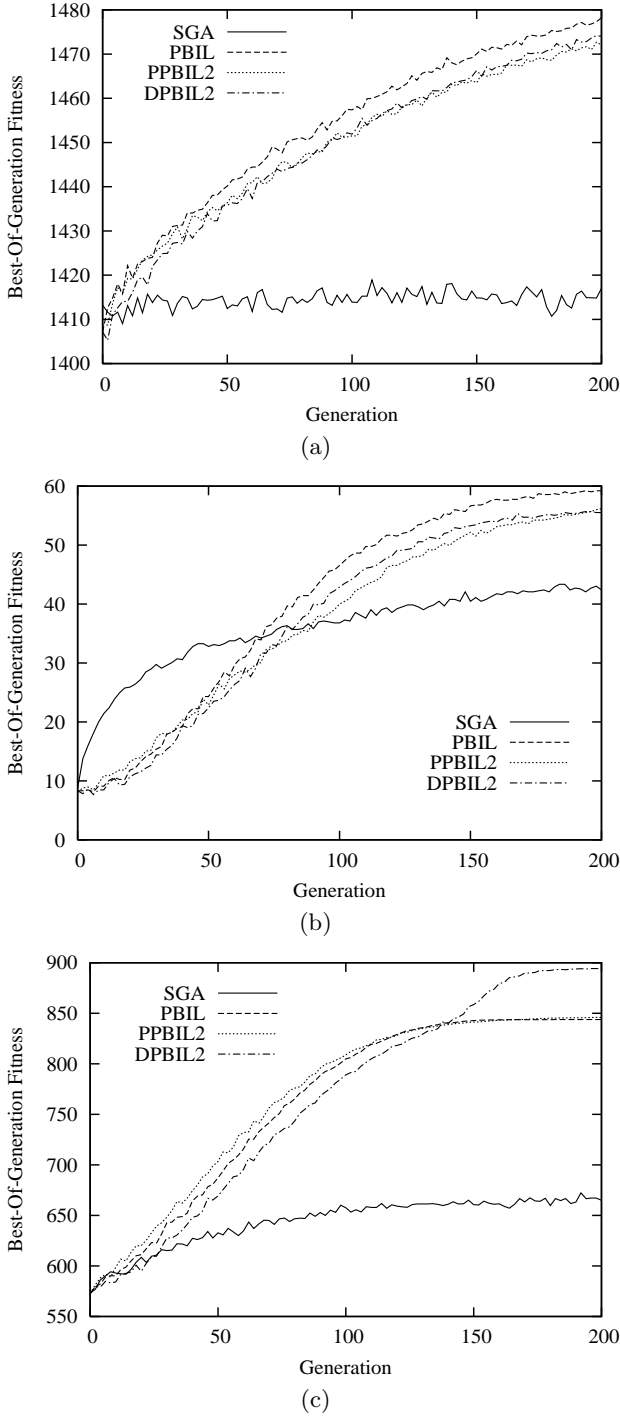 1480
1470
1460
1450
1440
1430
1420
1410
1400
Best-Of-Generation Fitness
SGA
PBIL
PPBIL2
DPBIL2
0 50 100 150 200
Generation
(a)
60
50
40
30
20
10
0
Best-Of-Generation Fitness
SGA
PBIL
PPBIL2
DPBIL2
0 50 100 150 200
Generation
(b)
900
850
800
750
700
650
600
550
Best-Of-Generation Fitness
SGA
PBIL
PPBIL2
DPBIL2
0 50 100 150 200
Generation
(c)